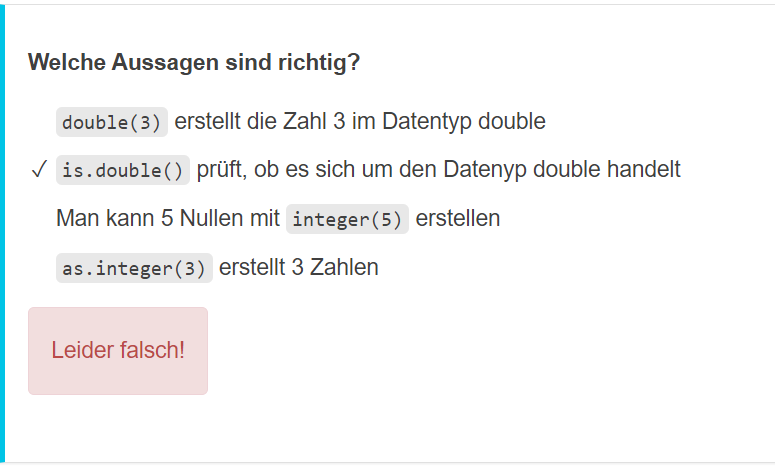 Welche Aussagen sind richtig?
double(3) erstellt die Zahl 3 im Datentyp double
✓ is.double() prüft, ob es sich um den Datenyp double handelt
Man kann 5 Nullen mit integer(5) erstellen
as.integer(3) erstellt 3 Zahlen
Leider falsch!